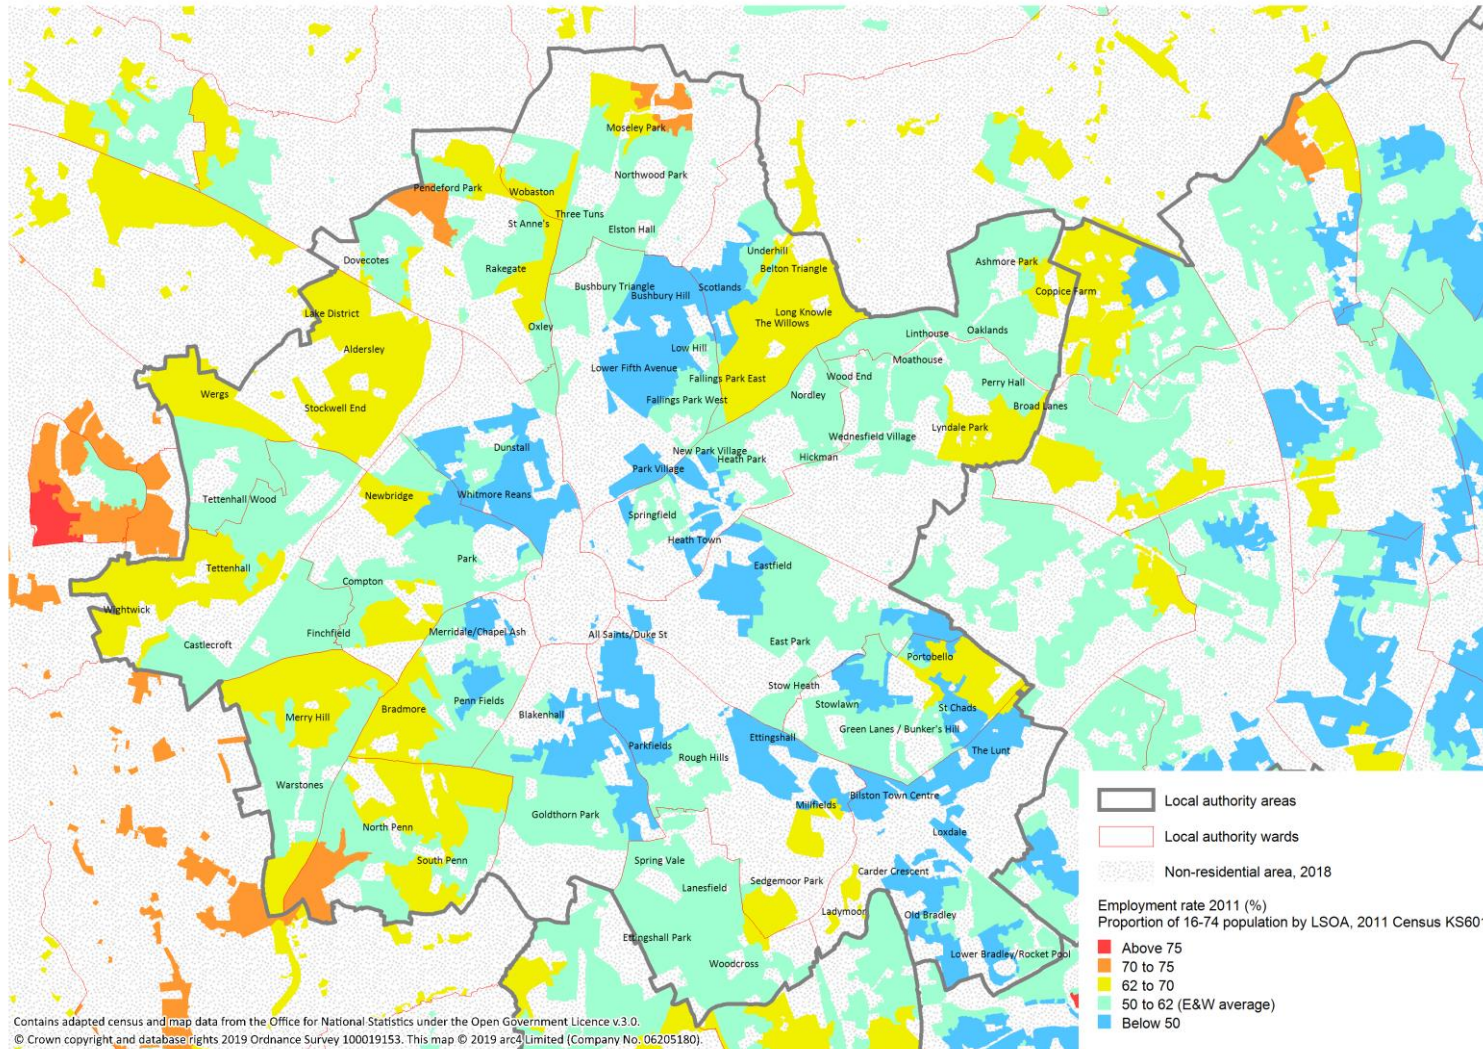 Moseley Park
Northwood Park
Pendeford Park
Wobaston
Three Tuns
St Anne's
Elston Hall
Underhill
Dovecotes
Rakegate
Belton Triangle
Ashmore Park
Bushbury Triangle
Scotlands
Bushbury Hill
Coppice Farm
Lake District
Long Knowle
Oxley
The Willows
Linthouse
Oaklands
Aldersley
Low Hill
Moathouse
Lower Fifth Avenue
Wood End
Fallings Park East
Perry Hall
Wergs
Nordley
Fallings Park West
Stockwell End
Broad Lanes
Lyndale Park
Wednesfield Village
Dunstall
New Park Village
Heath Park
Hickman
Park Village
Newbridge
Whitmore Reans
Tettenhall Wood
Springfield
Heath Town
Park
Eastfield
Tettenhall
Compton
Wightwick
Finchfield
Merridale/Chapel Ash
All Saints/Duke St
East Park
Castlecroft
Portobello
Stow Heath
Penn Fields
Stowlawn
Bradmore
St Chads
Merry Hill
Blakenhall
Green Lanes / Bunker's Hill
Ettingshall
Parkfields
The Lunt
Rough Hills
Warstones
Bilston Town Centre
Millfields
Goldthorn Park
North Penn
Loxdale
South Penn
Spring Vale
Carder Crescent
Sedgemoor Park
Lanesfield
Ladymoor
Old Bradley
Ettingshall Park
Lower Bradley/Rocket Pool
Woodcross
Local authority areas
Local authority wards
Non-residential area, 2018
Employment rate 2011 (%)
Proportion of 16-74 population by LSOA, 2011 Census KS601
Above 75
70 to 75
62 to 70
50 to 62 (E&W average)
Below 50
Contains adapted census and map data from the Office for National Statistics under the Open Government Licence v.3.0.
© Crown copyright and database rights 2019 Ordnance Survey 100019153. This map © 2019 arc4 Limited (Company No. 06205180).